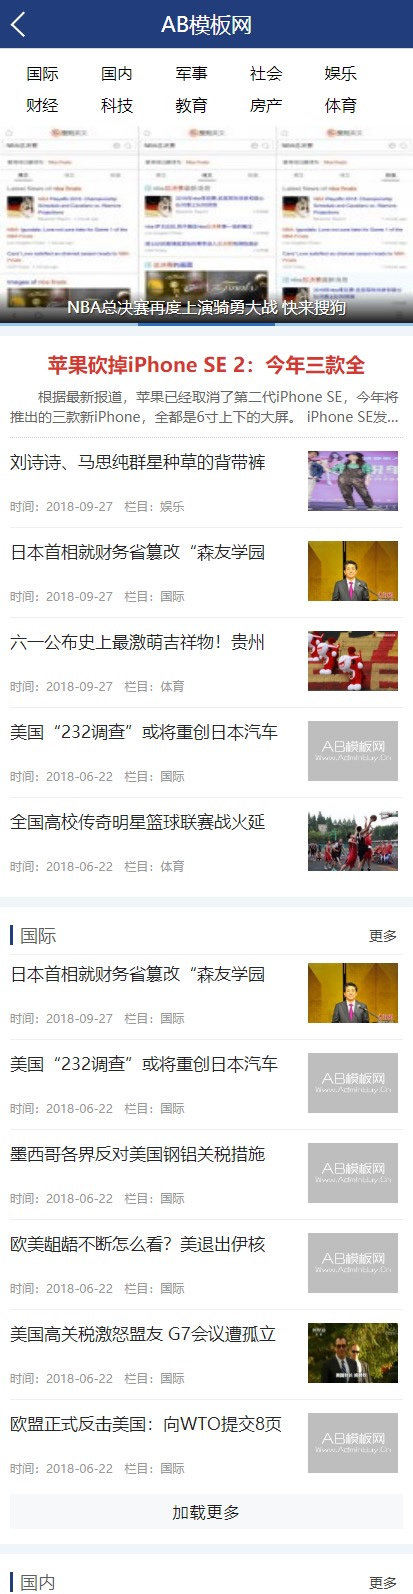 AB模板网
国际 国内 军事 社会 娱乐
财经 科技 教育 房产 体育
NBA总决赛再度上演骑勇大战 快来搜狗
苹果砍掉iPhone SE 2：今年三款全
根据最新报道，苹果已经取消了第二代iPhone SE，今年将
推出的三款新iPhone，全都是6寸上下的大屏。 iPhone SE发...
刘诗诗、马思纯群星种草的背带裤
时间：2018-09-27 栏目：娱乐
日本首相就财务省篡改“森友学园
时间：2018-09-27 栏目：国际
六一公布史上最激萌吉祥物！贵州
时间：2018-09-27 栏目：体育
美国“232调查”或将重创日本汽车
时间：2018-06-22 栏目：国际
AB模板网
Www.Adminbuy.Cn
全国高校传奇明星篮球联赛战火延
时间：2018-06-22 栏目：体育
国际 更多
日本首相就财务省篡改“森友学园
时间：2018-09-27 栏目：国际
美国“232调查”或将重创日本汽车
时间：2018-06-22 栏目：国际
AB模板网
Www.Adminbuy.Cn
墨西哥各界反对美国钢铝关税措施
时间：2018-06-22 栏目：国际
AB模板网
Www.Adminbuy.Cn
欧美龃龉不断怎么看？美退出伊核
时间：2018-06-22 栏目：国际
AB模板网
Www.Adminbuy.Cn
美国高关税激怒盟友 G7会议遭孤立
时间：2018-06-22 栏目：国际
欧盟正式反击美国：向WTO提交8页
时间：2018-06-22 栏目：国际
AB模板网
Www.Adminbuy.Cn
加载更多
国内 更多